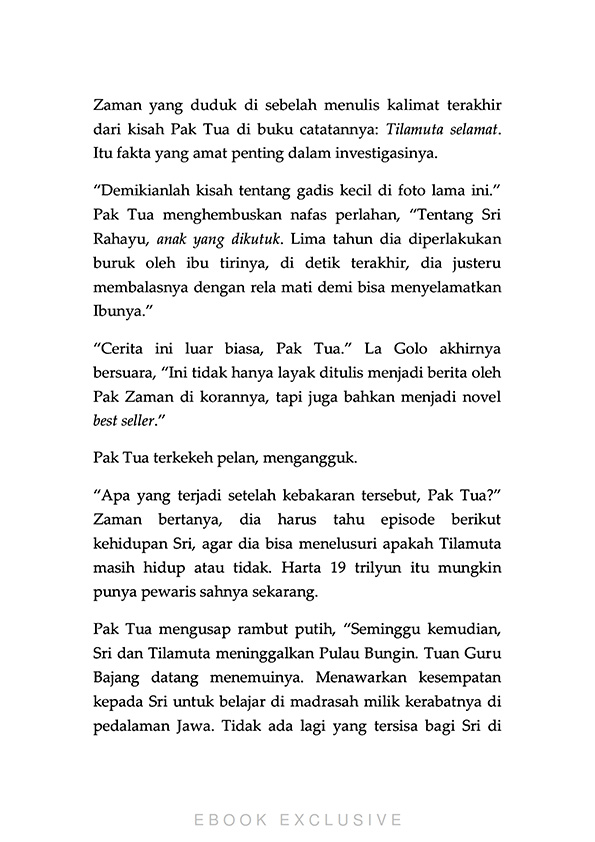 Zaman yang duduk di sebelah menulis kalimat terakhir
dari kisah Pak Tua di buku catatannya: Tilamuta selamat.
Itu fakta yang amat penting dalam investigasinya.
“Demikianlah kisah tentang gadis kecil di foto lama ini.”
Pak Tua menghembuskan nafas perlahan, “Tentang Sri
Rahayu, anak yang dikutuk. Lima tahun dia diperlakukan
buruk oleh ibu tirinya, di detik terakhir, dia justeru
membalasnya dengan rela mati demi bisa menyelamatkan
Ibunya.”
“Cerita ini luar biasa, Pak Tua.” La Golo akhirnya
bersuara, “Ini tidak hanya layak ditulis menjadi berita oleh
Pak Zaman di korannya, tapi juga bahkan menjadi novel
best seller.”
Pak Tua terkekeh pelan, mengangguk.
“Apa yang terjadi setelah kebakaran tersebut, Pak Tua?”
Zaman bertanya, dia harus tahu episode berikut
kehidupan Sri, agar dia bisa menelusuri apakah Tilamuta
masih hidup atau tidak. Harta 19 trilyun itu mungkin
punya pewaris sahnya sekarang.
Pak Tua mengusap rambut putih, “Seminggu kemudian,
Sri dan Tilamuta meninggalkan Pulau Bungin. Tuan Guru
Bajang datang menemuinya. Menawarkan kesempatan
kepada Sri untuk belajar di madrasah milik kerabatnya di
pedalaman Jawa. Tidak ada lagi yang tersisa bagi Sri di
EBOOK EXCLUSIVE